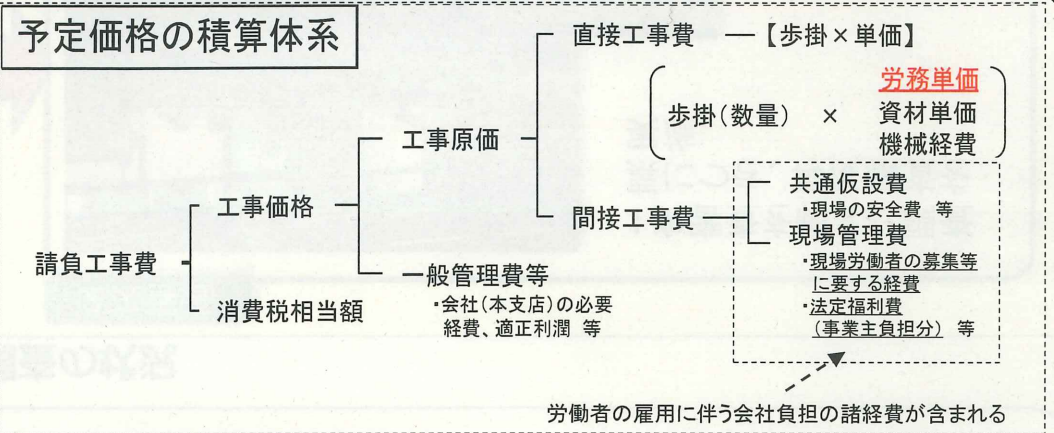 予定価格の積算体系
直接工事費 ― 【歩掛×単価】
歩掛(数量) × 労務単価
資材単価
機械経費
工事原価
間接工事費
共通仮設費
・現場の安全費 等
現場管理費
・現場労働者の募集等
に要する経費
・法定福利費
(事業主負担分) 等
工事価格
一般管理費等
・会社(本支店)の必要
経費、適正利潤 等
請負工事費
消費税相当額
労働者の雇用に伴う会社負担の諸経費が含まれる